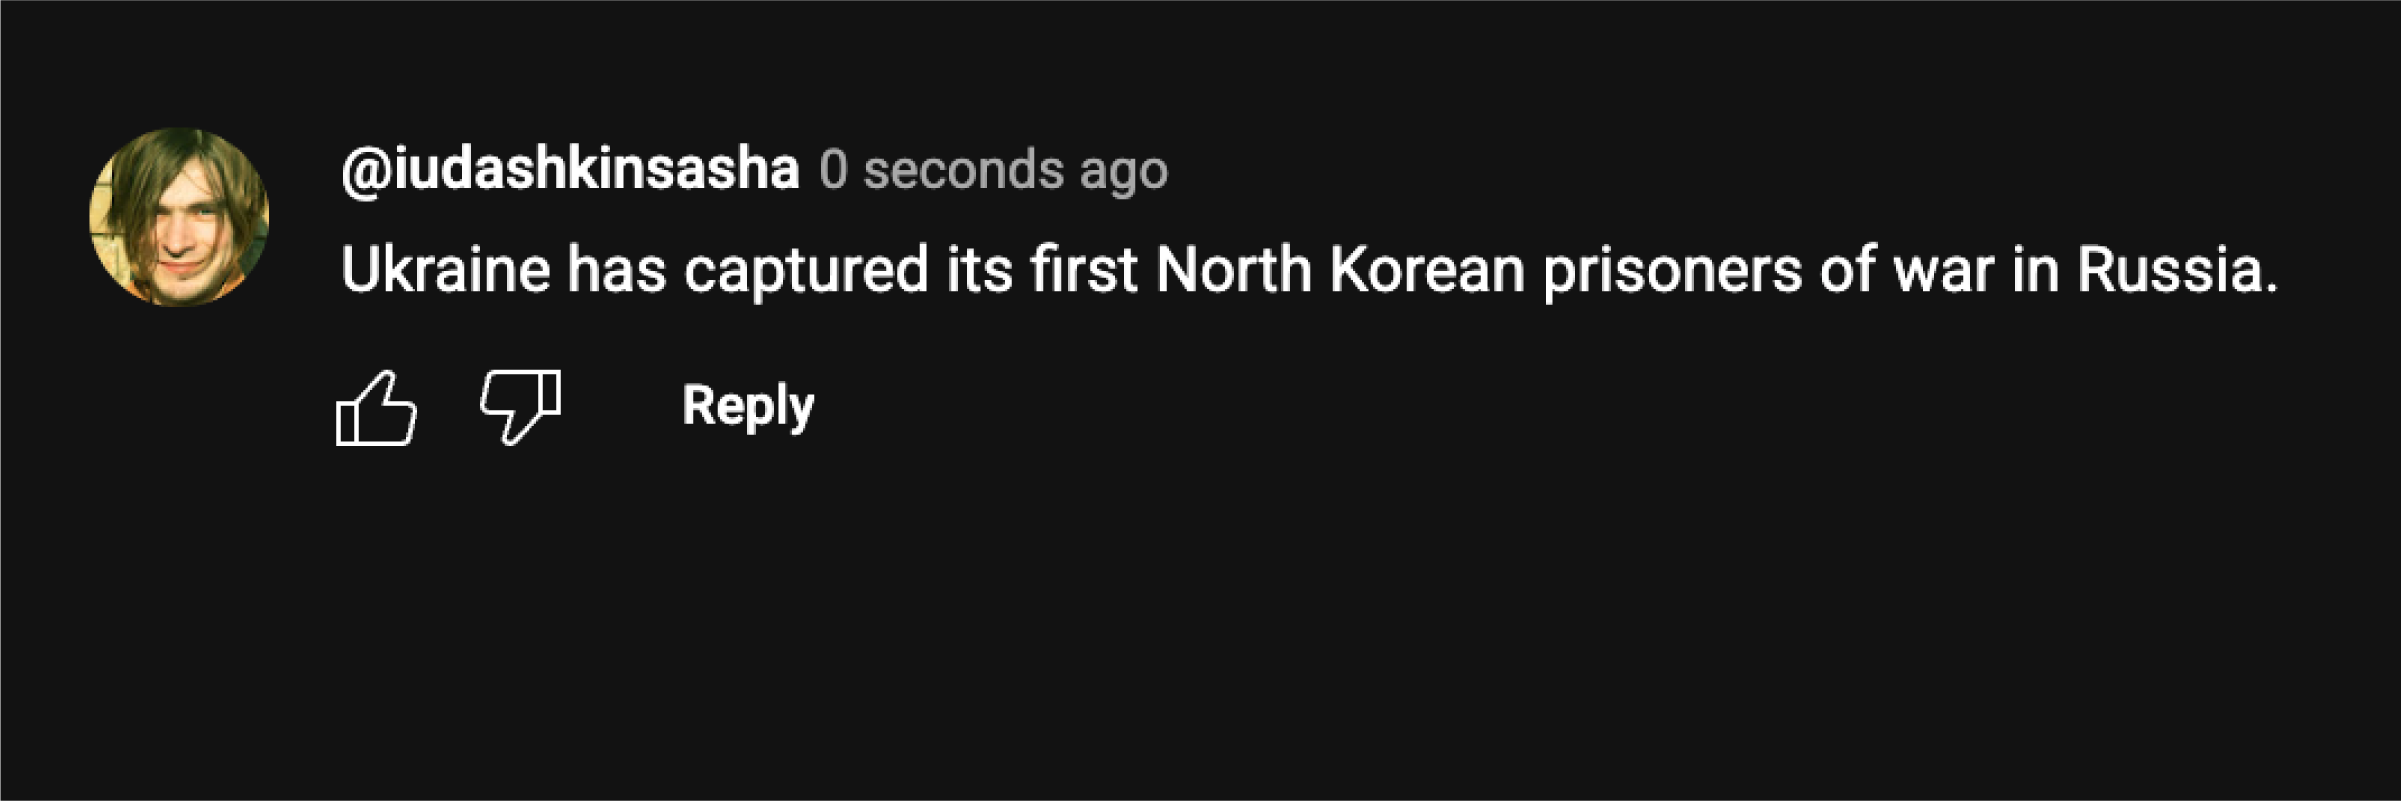 @iudashkinsasha 0 seconds ago
Ukraine has captured its first North Korean prisoners of war in Russia.
Reply